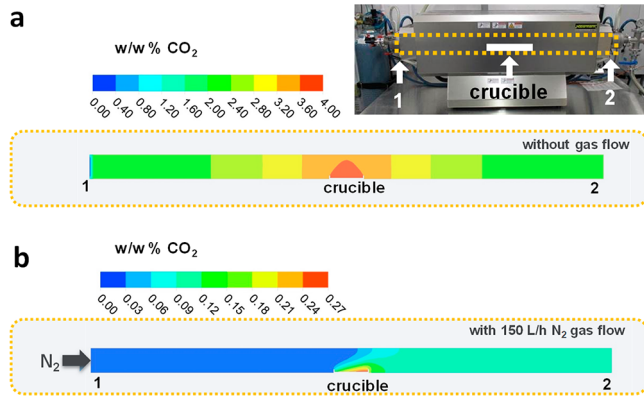 a
w/w% CO₂
0.00 0.40 0.80 1.20 1.60 2.00 2.40 2.80 3.20 3.60 4.00
1 crucible 2
without gas flow
1 crucible 2
b
w/w % CO₂
0.00 0.03 0.06 0.09 0.12 0.15 0.18 0.21 0.24 0.27
with 150 L/h N₂ gas flow
N₂
1 crucible 2